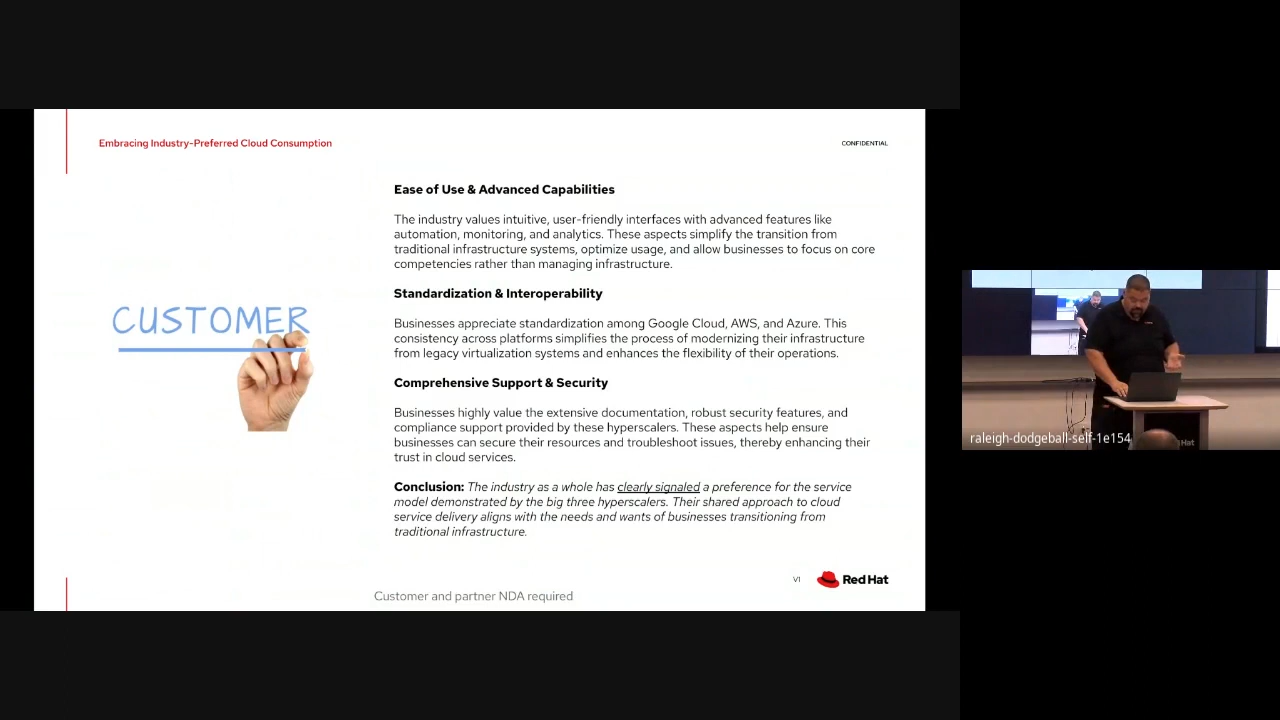 Embracing Industry-Preferred Cloud Consumption
CONFIDENTIAL
CUSTOMER
Ease of Use & Advanced Capabilities
The industry values intuitive, user-friendly interfaces with advanced features like
automation, monitoring, and analytics. These aspects simplify the transition from
traditional infrastructure systems, optimize usage, and allow businesses to focus on core
competencies rather than managing infrastructure.
Standardization & Interoperability
Businesses appreciate standardization among Google Cloud, AWS, and Azure. This
consistency across platforms simplifies the process of modernizing their infrastructure
from legacy virtualization systems and enhances the flexibility of their operations.
Comprehensive Support & Security
Businesses highly value the extensive documentation, robust security features, and
compliance support provided by these hyperscalers. These aspects help ensure
businesses can secure their resources and troubleshoot issues, thereby enhancing their
trust in cloud services.
Conclusion: The industry as a whole has clearly signaled a preference for the service
model demonstrated by the big three hyperscalers. Their shared approach to cloud
service delivery aligns with the needs and wants of businesses transitioning from
traditional infrastructure.
V1
Red Hat
Customer and partner NDA required
raleigh-dodgeball-self-1e154
Hat